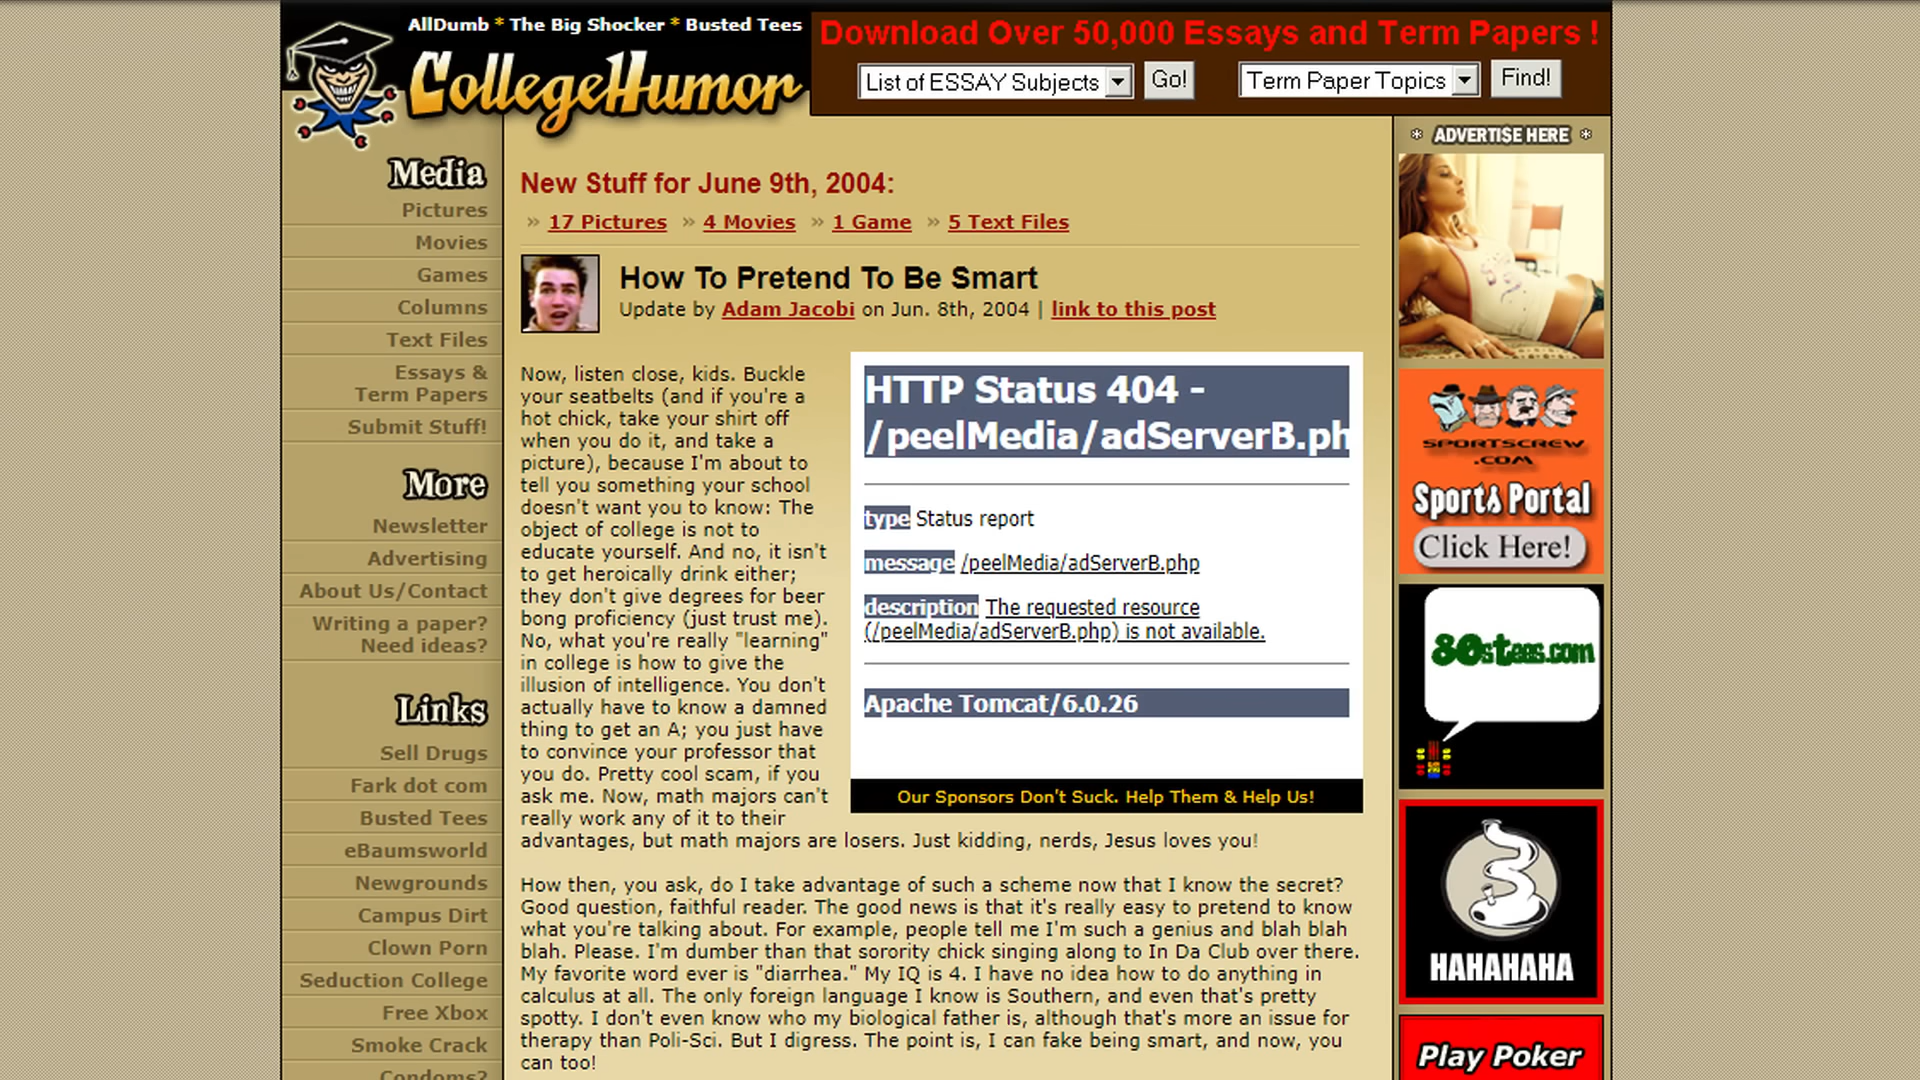 AllDumb * The Big Shocker * Busted Tees
CollegeHumor
Download Over 50,000 Essays and Term Papers !
List of ESSAY Subjects
Go!
Term Paper Topics
Find!
Media
Pictures
Movies
Games
Columns
Text Files
Essays &
Term Papers
Submit Stuff!
More
Newsletter
Advertising
About Us/Contact
Writing a paper?
Need ideas?
Links
Sell Drugs
Fark dot com
Busted Tees
eBaumsworld
Newgrounds
Campus Dirt
Clown Porn
Seduction College
Free Xbox
Smoke Crack
Condoms?
New Stuff for June 9th, 2004:
» 17 Pictures » 4 Movies » 1 Game » 5 Text Files
How To Pretend To Be Smart
Update by Adam Jacobi on Jun. 8th, 2004 | link to this post
Now, listen close, kids. Buckle
your seatbelts (and if you're a
hot chick, take your shirt off
when you do it, and take a
picture), because I'm about to
tell you something your school
doesn't want you to know: The
object of college is not to
educate yourself. And no, it isn't
to get heroically drink either;
they don't give degrees for beer
bong proficiency (just trust me).
No, what you're really "learning"
in college is how to give the
illusion of intelligence. You don't
actually have to know a damned
thing to get an A; you just have
to convince your professor that
you do. Pretty cool scam, if you
ask me. Now, math majors can't
really work any of it to their
advantages, but math majors are losers. Just kidding, nerds, Jesus loves you!
HTTP Status 404 -
/peelMedia/adServerB.ph
type Status report
message /peelMedia/adServerB.php
description The requested resource
(/peelMedia/adServerB.php) is not available.
Apache Tomcat/6.0.26
Our Sponsors Don't Suck. Help Them & Help Us!
How then, you ask, do I take advantage of such a scheme now that I know the secret?
Good question, faithful reader. The good news is that it's really easy to pretend to know
what you're talking about. For example, people tell me I'm such a genius and blah blah
blah. Please. I'm dumber than that sorority chick singing along to In Da Club over there.
My favorite word ever is "diarrhea." My IQ is 4. I have no idea how to do anything in
calculus at all. The only foreign language I know is Southern, and even that's pretty
spotty. I don't even know who my biological father is, although that's more an issue for
therapy than Poli-Sci. But I digress. The point is, I can fake being smart, and now, you
can too!
* ADVERTISE HERE *
SPORTSCREW
.COM
Sports Portal
Click Here!
80stees.com
HAHAHAHA
Play Poker